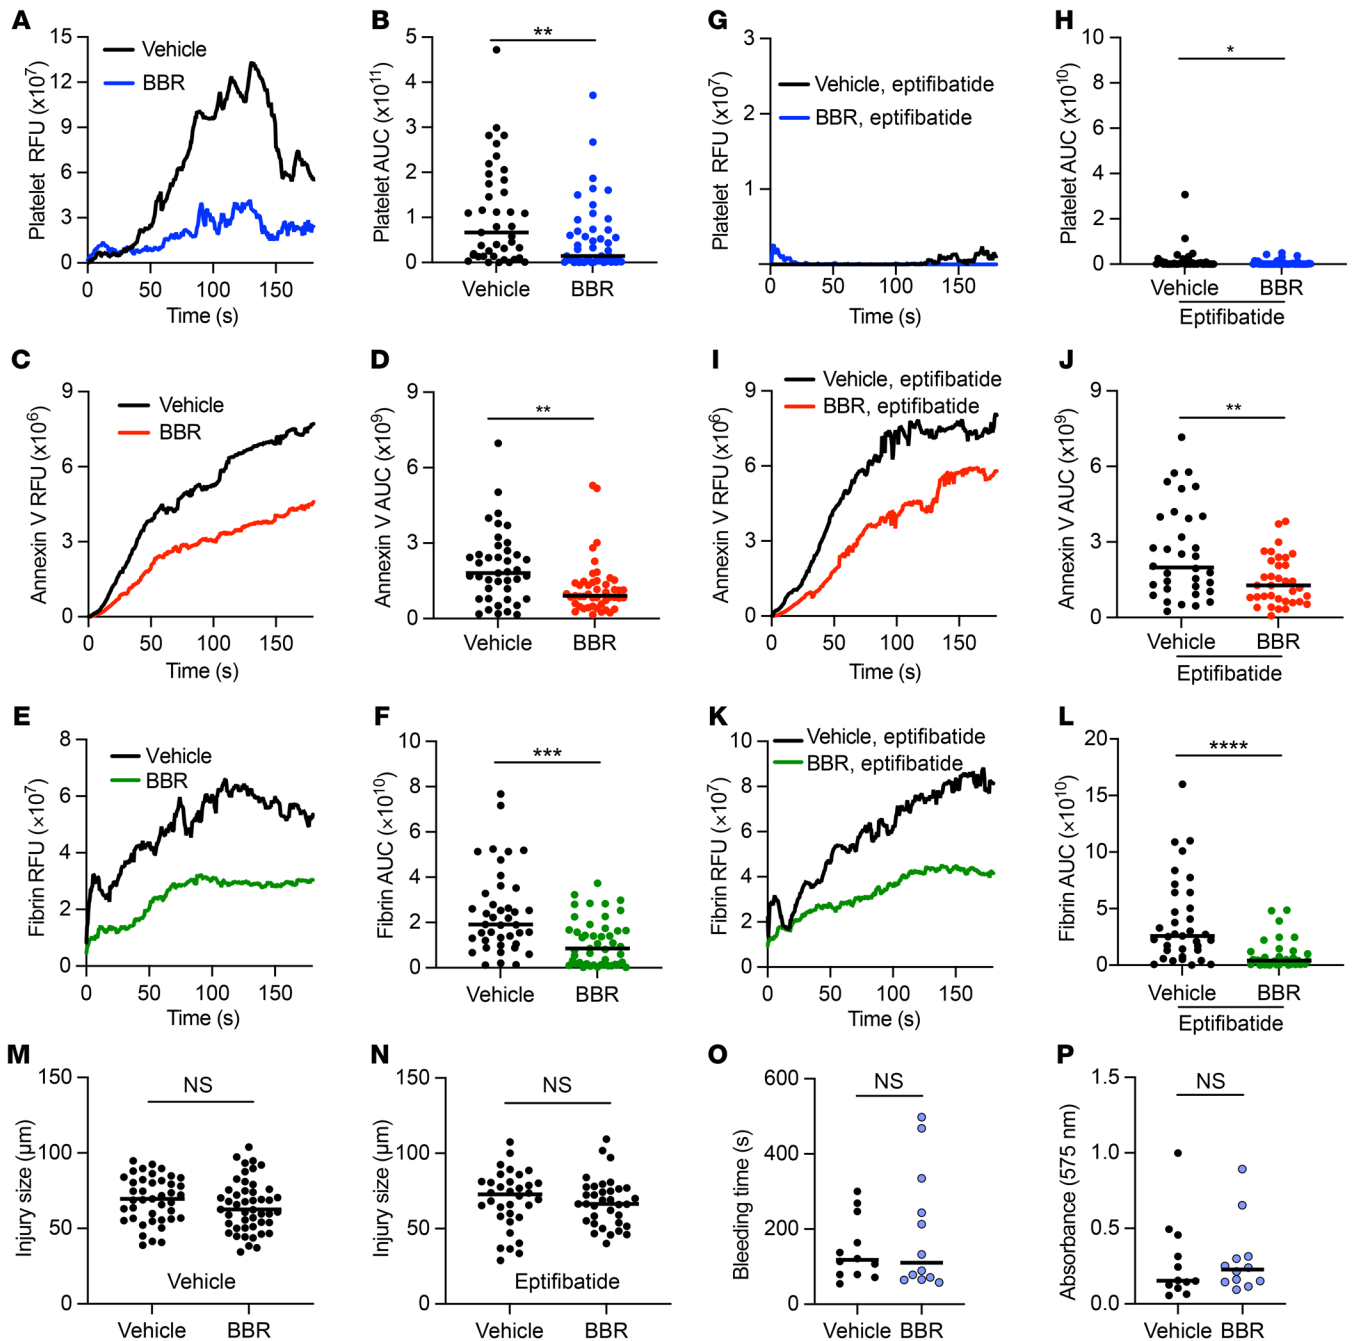 A
Platelet RFU (x10⁷)
15
12
9
6
3
0
Vehicle
BBR
0 50 100 150
Time (s)
B
**
Platelet AUC (x10¹¹)
5
4
3
2
1
0
Vehicle BBR
G
Platelet RFU (x10⁷)
3
2
1
0
Vehicle, eptifibatide
BBR, eptifibatide
0 50 100 150
Time (s)
H
*
Platelet AUC (x10¹⁰)
10
8
6
4
2
0
Vehicle BBR
Eptifibatide
C
Annexin V RFU (x10⁶)
9
6
3
0
Vehicle
BBR
0 50 100 150
Time (s)
D
**
Annexin V AUC (x10⁹)
9
6
3
0
Vehicle BBR
I
Annexin V RFU (x10⁶)
9
6
3
0
Vehicle, eptifibatide
BBR, eptifibatide
0 50 100 150
Time (s)
J
**
Annexin V AUC (x10⁹)
9
6
3
0
Vehicle BBR
Eptifibatide
E
Fibrin RFU (×10⁷)
8
6
4
2
0
Vehicle
BBR
0 50 100 150
Time (s)
F
***
Fibrin AUC (×10¹⁰)
10
8
6
4
2
0
Vehicle BBR
K
Fibrin RFU (×10⁷)
10
8
6
4
2
0
Vehicle, eptifibatide
BBR, eptifibatide
0 50 100 150
Time (s)
L
****
Fibrin AUC (×10¹⁰)
20
15
10
5
0
Vehicle BBR
Eptifibatide
M
NS
Injury size (µm)
150
100
50
0
Vehicle
Vehicle BBR
N
NS
Injury size (µm)
150
100
50
0
Eptifibatide
Vehicle BBR
O
NS
Bleeding time (s)
600
400
200
0
Vehicle BBR
P
NS
Absorbance (575 nm)
1.5
1.0
0.5
0.0
Vehicle BBR